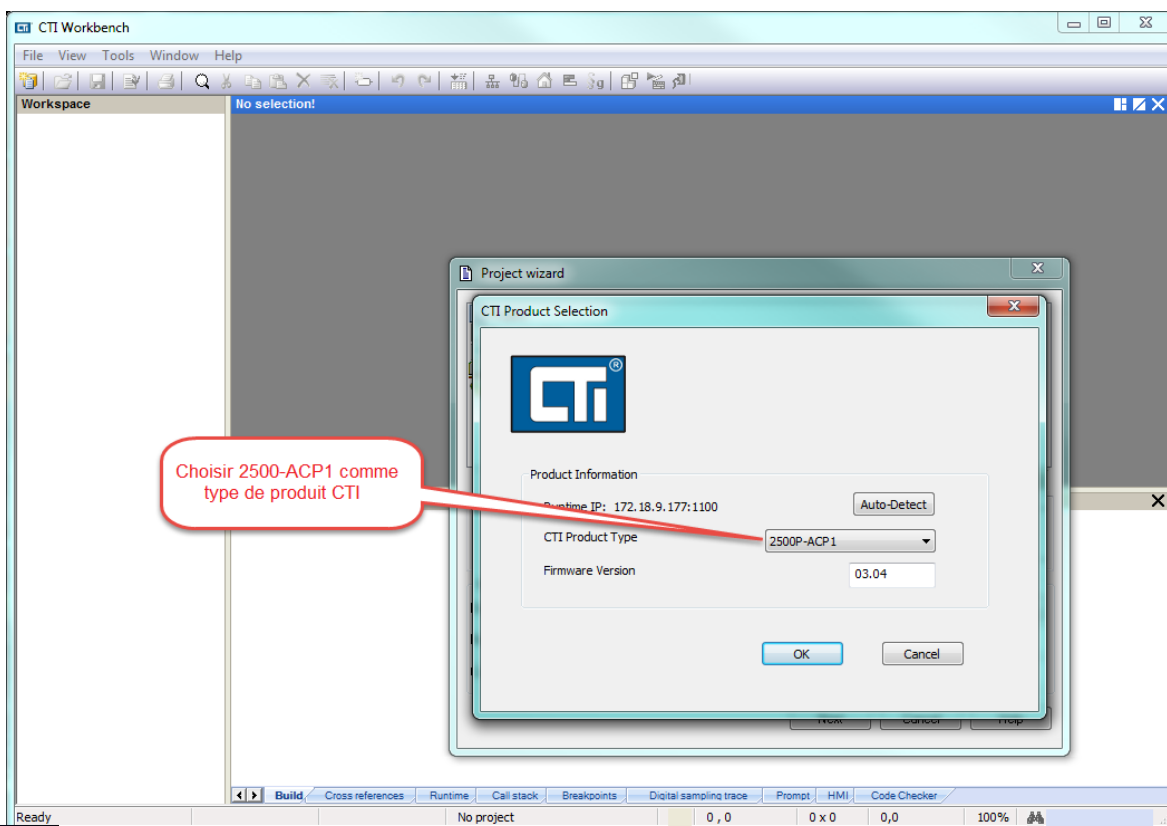 CTI Workbench
File View Tools Window Help
Workspace
No selection!
Project wizard
CTI Product Selection
CTi ®
Choisir 2500-ACP1 comme
type de produit CTI
Product Information
Runtime IP: 172.18.9.177:1100
Auto-Detect
CTI Product Type
2500P-ACP1
Firmware Version
03.04
OK
Cancel
Next Cancel Help
Build Cross references Runtime Call stack Breakpoints Digital sampling trace Prompt HMI Code Checker
Ready No project 0 , 0 0 x 0 0,0 100%